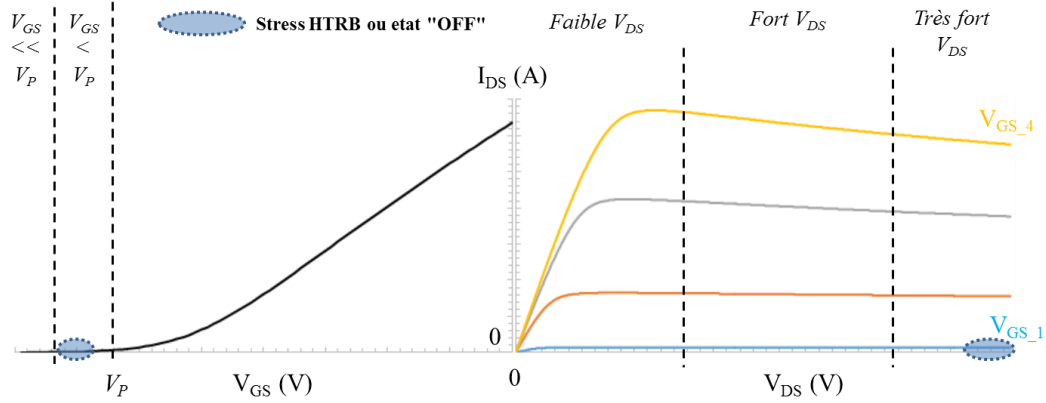 V_GS << V_P
V_GS < V_P
Stress HTRB ou etat "OFF"
Faible V_DS
Fort V_DS
Très fort V_DS
I_DS (A)
V_GS_4
V_GS_1
0
V_P
V_GS (V)
0
V_DS (V)